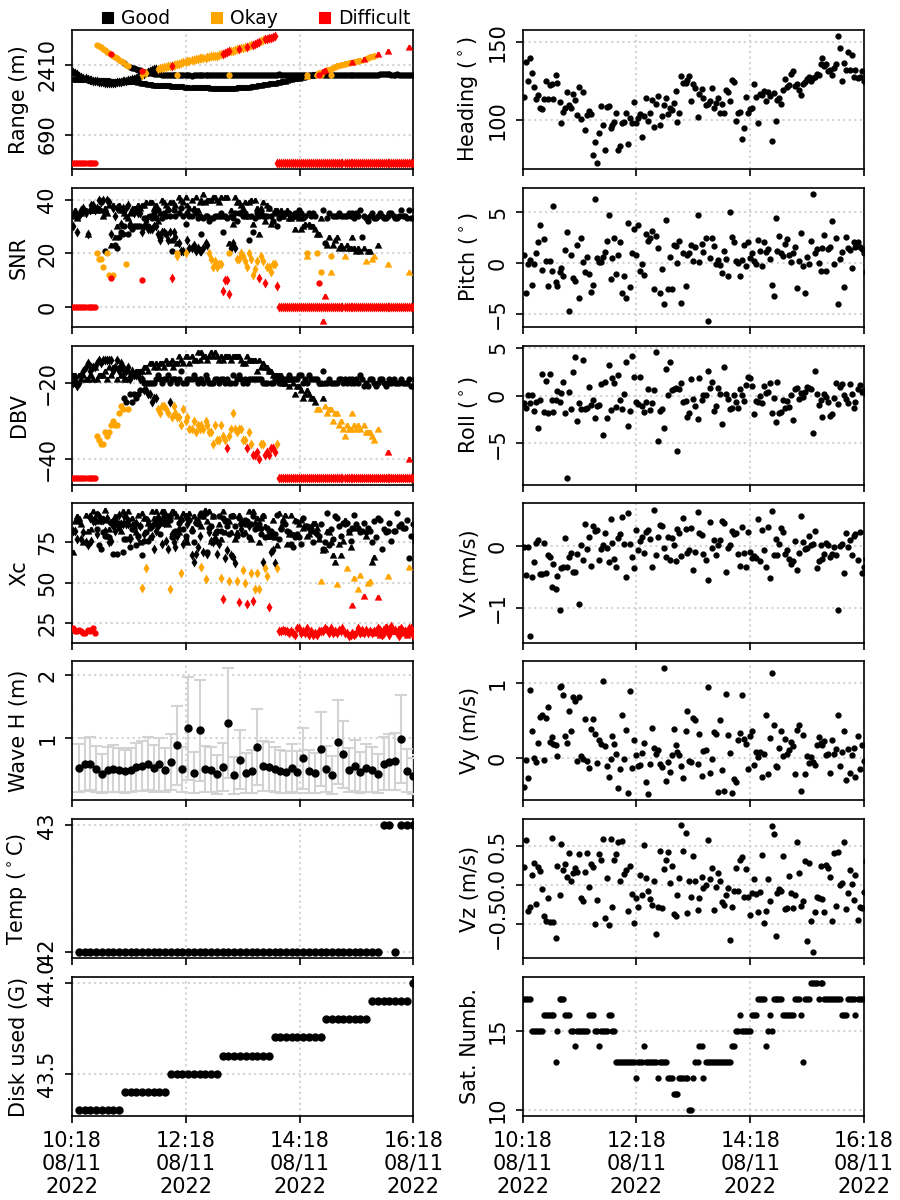 Good Okay Difficult
Range (m)
2410
690
SNR
40
20
0
DBV
−20
−40
Xc
75
50
25
Wave H (m)
2
1
Temp (°C)
43
42
Disk used (G)
44.0
43.5
10:18 12:18 14:18 16:18
08/11 08/11 08/11 08/11
2022 2022 2022 2022
Heading (°)
150
100
Pitch (°)
5
0
−5
Roll (°)
5
0
−5
Vx (m/s)
0
−1
Vy (m/s)
1
0
Vz (m/s)
0.5
0.0
−0.5
Sat. Numb.
15
10
10:18 12:18 14:18 16:18
08/11 08/11 08/11 08/11
2022 2022 2022 2022